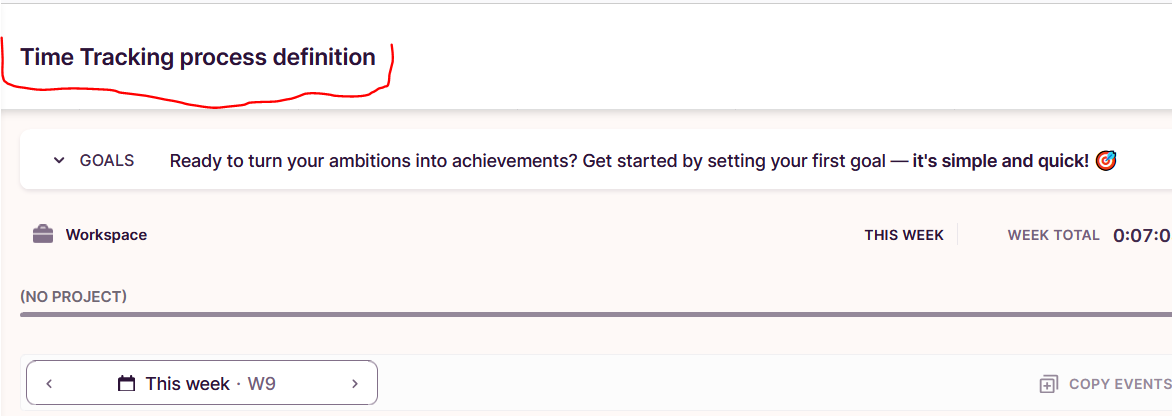 Time Tracking process definition
GOALS Ready to turn your ambitions into achievements? Get started by setting your first goal — it's simple and quick! 🎯
Workspace THIS WEEK WEEK TOTAL 0:07:0
(NO PROJECT)
This week · W9 COPY EVENTS